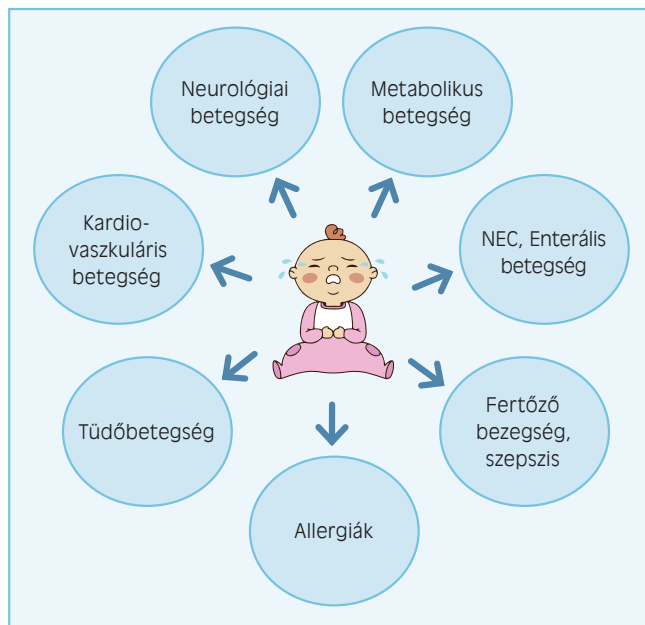 Neurológiai
betegség
Metabolikus
betegség
Kardio-
vaszkuláris
betegség
NEC, Enterális
betegség
Tüdőbetegség
Fertőző
bezegség,
szepszis
Allergiák